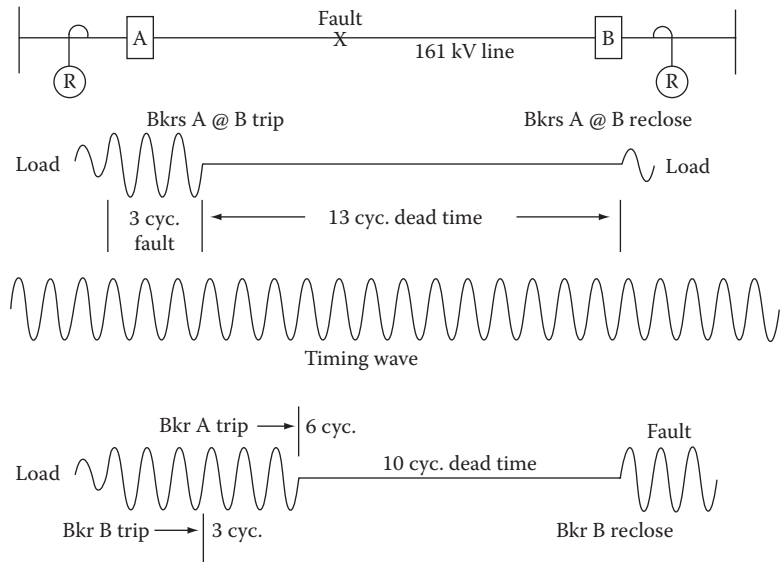 Fault
A
X
B
161 kV line
R
R
Bkrs A @ B trip
Bkrs A @ B reclose
Load
Load
3 cyc.
fault
13 cyc. dead time
Timing wave
Bkr A trip
6 cyc.
Fault
Load
10 cyc. dead time
Bkr B trip
3 cyc.
Bkr B reclose